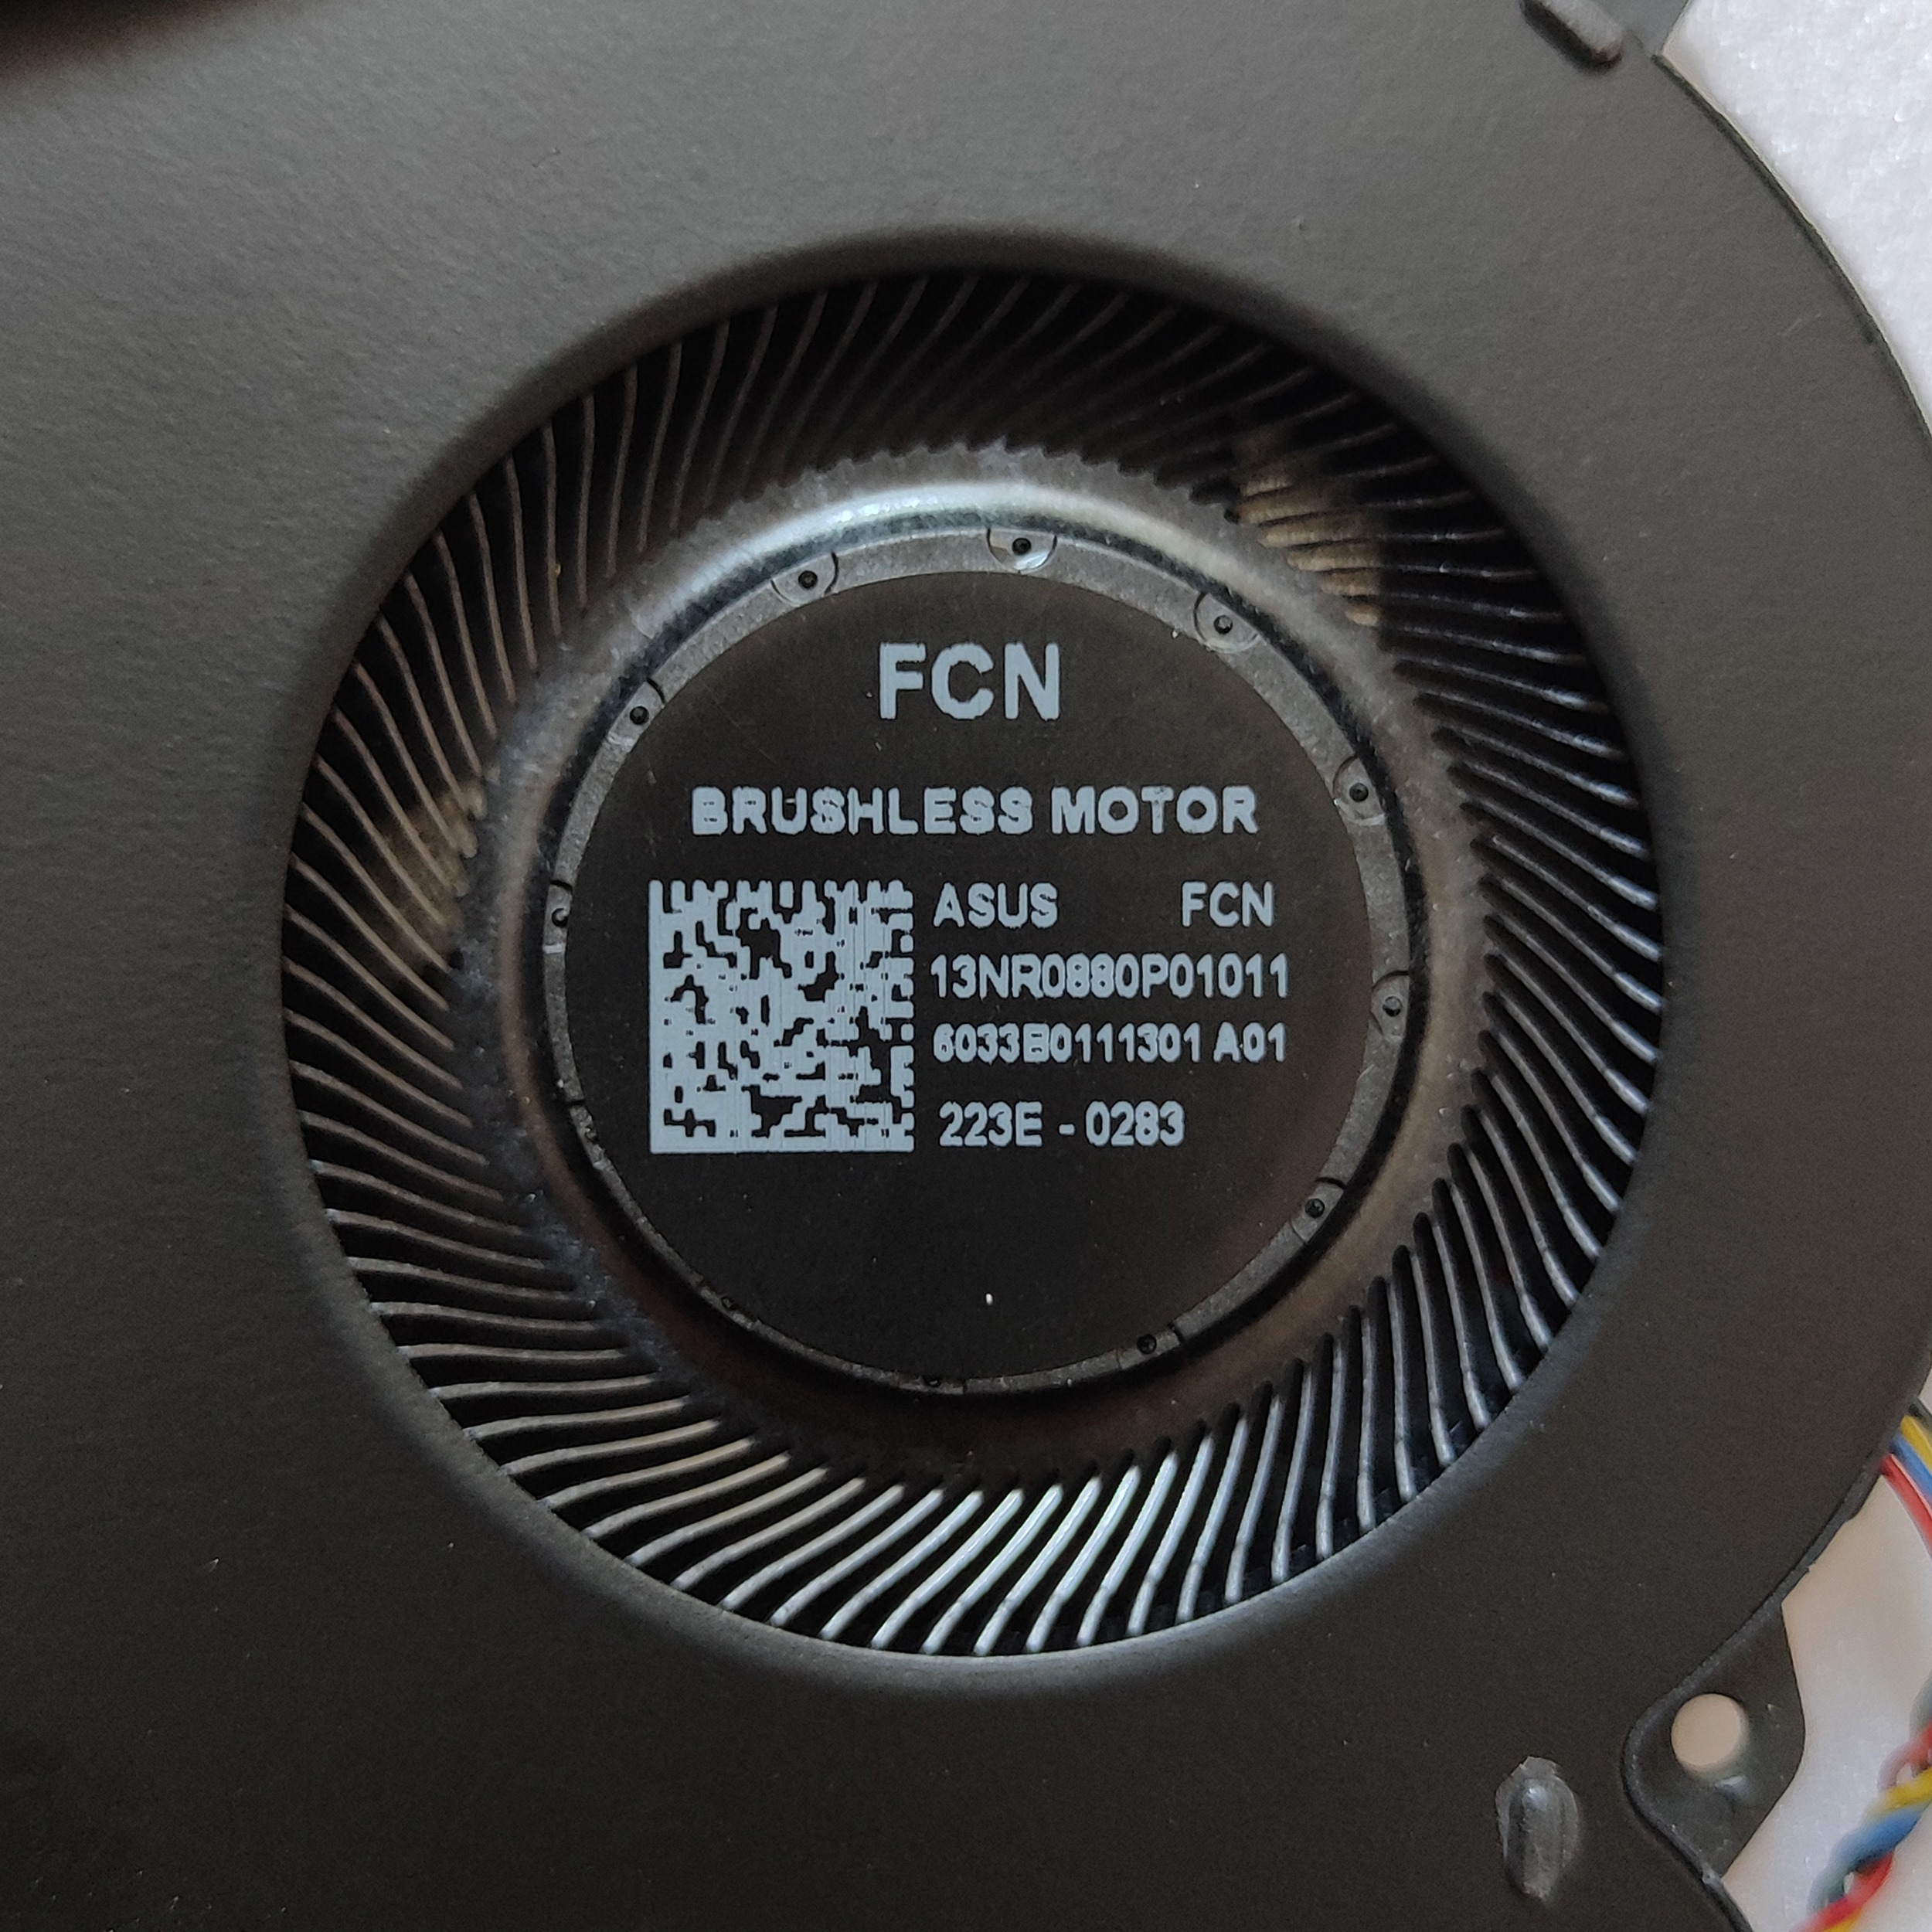 FCN
BRUSHLESS MOTOR
ASUS FCN
13NR0880P01011
6033B0111301 A01
223E - 0283